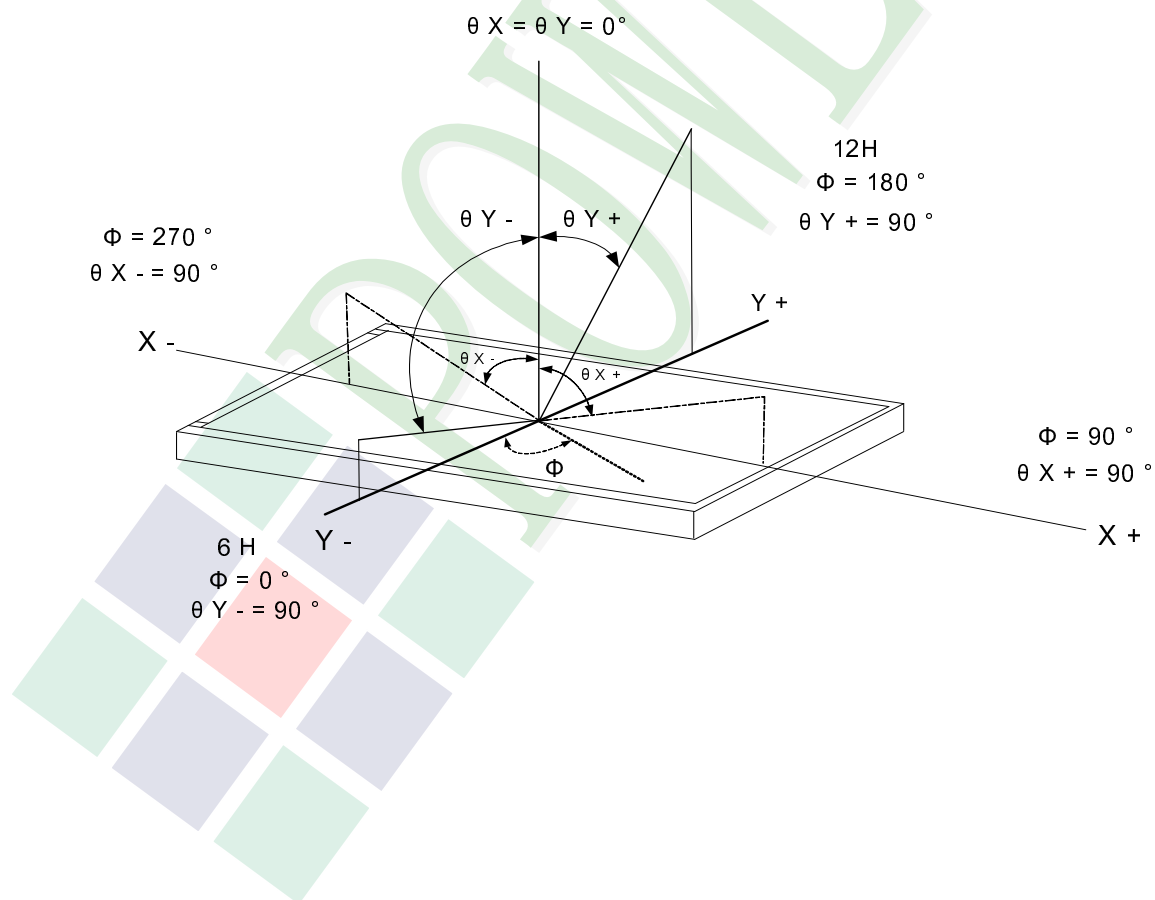 θ X = θ Y = 0°
12H
Φ = 180 °
θ Y + = 90 °
θ Y -
θ Y +
Φ = 270 °
θ X - = 90 °
Y +
X -
θ X -
θ X +
Φ = 90 °
θ X + = 90 °
Φ
X +
Y -
6 H
Φ = 0 °
θ Y - = 90 °